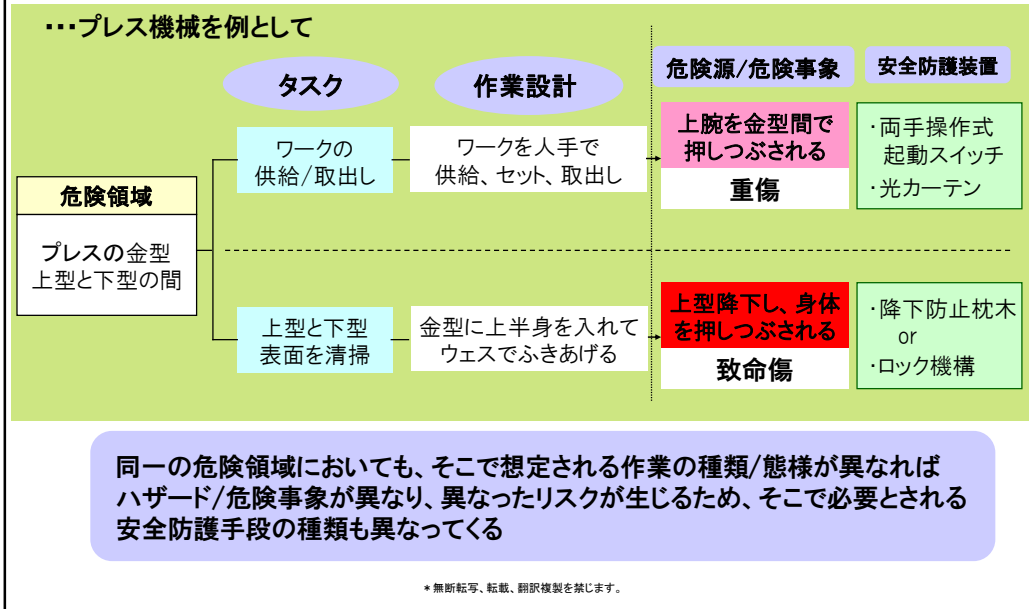 ・・・プレス機械を例として
タスク
作業設計
危険源/危険事象
安全防護装置
危険領域
プレスの金型
上型と下型の間
ワークの
供給/取出し
ワークを人手で
供給、セット、取出し
上腕を金型間で
押しつぶされる
重傷
・両手操作式
起動スイッチ
・光カーテン
上型と下型
表面を清掃
金型に上半身を入れて
ウェスでふきあげる
上型降下し、身体
を押しつぶされる
致命傷
・降下防止枕木
or
・ロック機構
同一の危険領域においても、そこで想定される作業の種類/態様が異なれば
ハザード/危険事象が異なり、異なったリスクが生じるため、そこで必要とされる
安全防護手段の種類も異なってくる
*無断転写、転載、翻訳複製を禁じます。